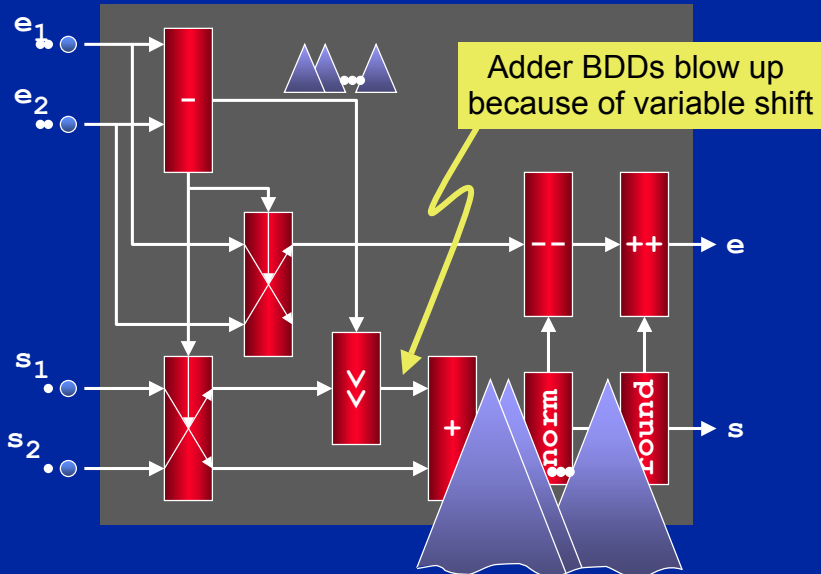 e1
e2
-
Adder BDDs blow up
because of variable shift
--
++
e
s1
s2
>>
+
norm
round
s